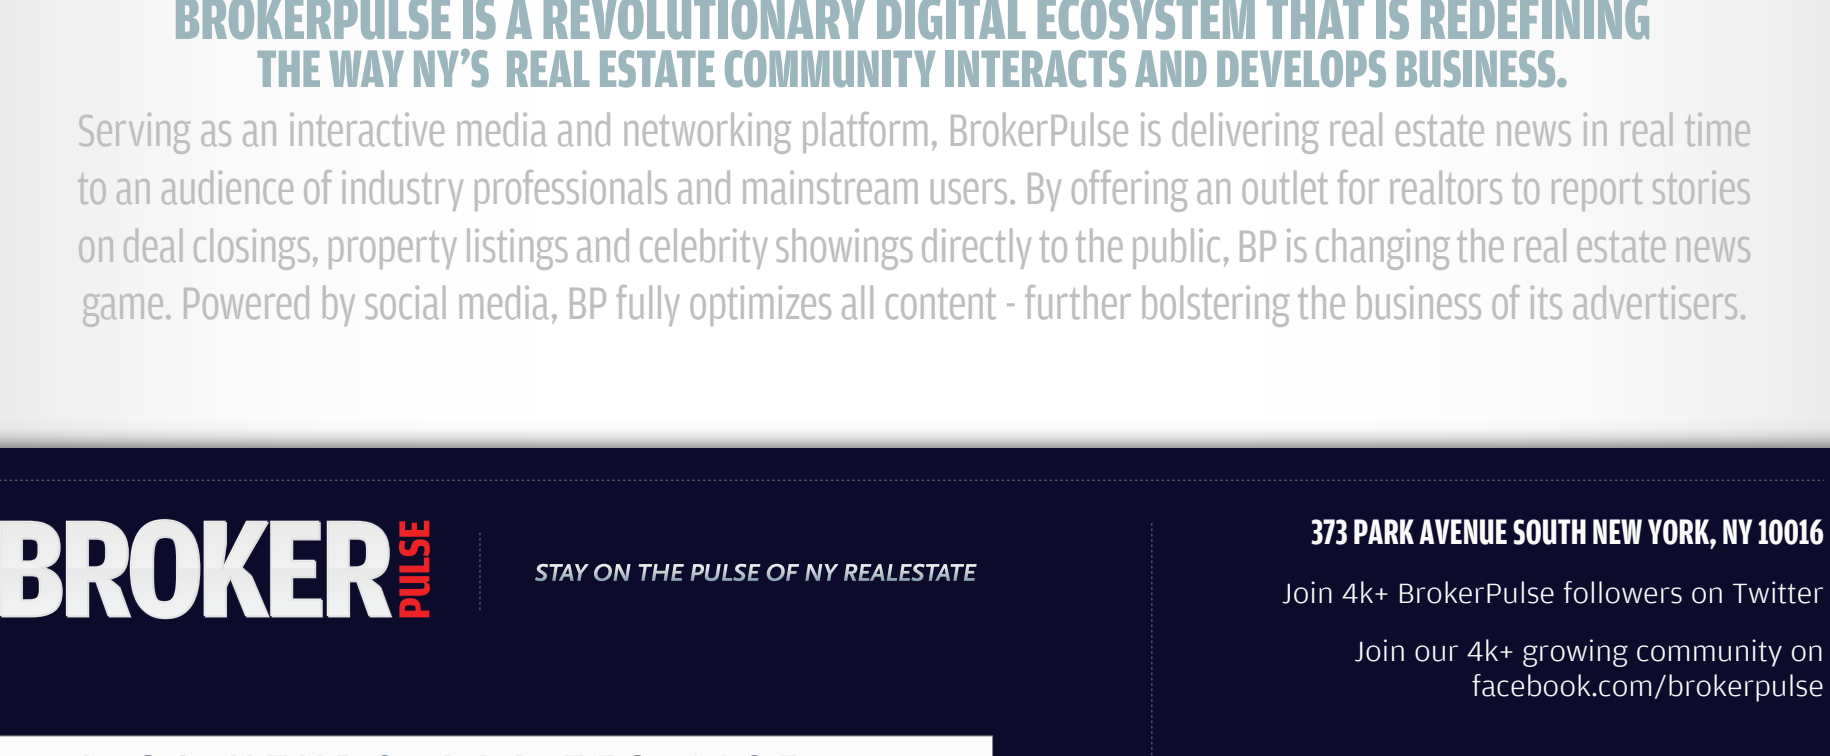 BROKERPULSE IS A REVOLUTIONARY DIGITAL ECOSYSTEM THAT IS REDEFINING
THE WAY NY'S REAL ESTATE COMMUNITY INTERACTS AND DEVELOPS BUSINESS.
Serving as an interactive media and networking platform, BrokerPulse is delivering real estate news in real time
to an audience of industry professionals and mainstream users. By offering an outlet for realtors to report stories
on deal closings, property listings and celebrity showings directly to the public, BP is changing the real estate news
game. Powered by social media, BP fully optimizes all content - further bolstering the business of its advertisers.
BROKER PULSE
STAY ON THE PULSE OF NY REALESTATE
373 PARK AVENUE SOUTH NEW YORK, NY 10016
Join 4k+ BrokerPulse followers on Twitter
Join our 4k+ growing community on
facebook.com/brokerpulse